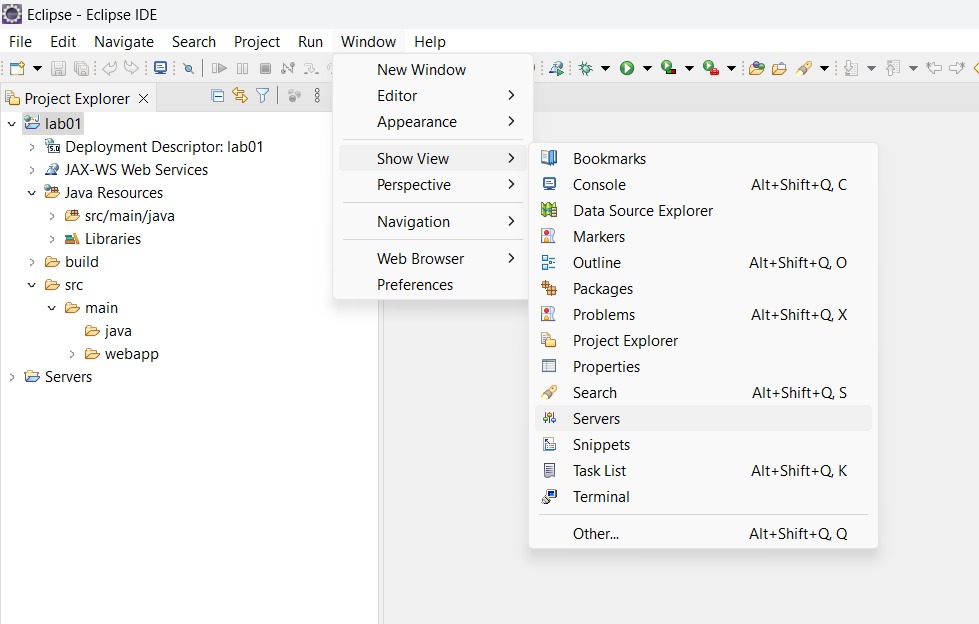 Eclipse - Eclipse IDE
File Edit Navigate Search Project Run Window Help
Project Explorer
lab01
5.0 Deployment Descriptor: lab01
JAX-WS Web Services
Java Resources
src/main/java
Libraries
build
src
main
java
webapp
Servers
New Window
Editor
Appearance
Show View
Perspective
Navigation
Web Browser
Preferences
Bookmarks
Console Alt+Shift+Q, C
Data Source Explorer
Markers
Outline Alt+Shift+Q, O
Packages
Problems Alt+Shift+Q, X
Project Explorer
Properties
Search Alt+Shift+Q, S
Servers
Snippets
Task List Alt+Shift+Q, K
Terminal
Other... Alt+Shift+Q, Q